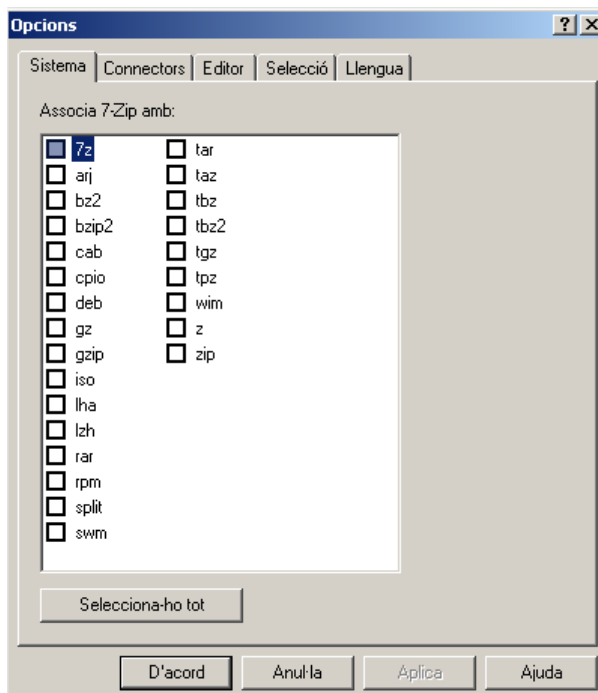 Opcions
Sistema Connectors Editor Selecció Llengua
Associa 7-Zip amb:
7z
arj
bz2
bzip2
cab
cpio
deb
gz
gzip
iso
lha
lzh
rar
rpm
split
swm
tar
taz
tbz
tbz2
tgz
tpz
wim
z
zip
Selecciona-ho tot
D'acord Anul·la Aplica Ajuda